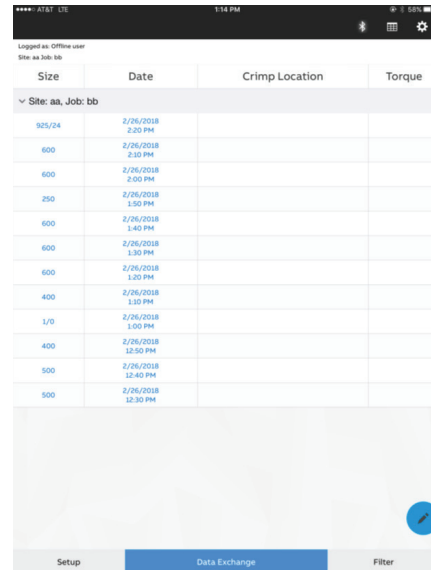 AT&T LTE 1:14 PM 58%
Logged as: Offline user
Site: aa Job: bb
Size Date Crimp Location Torque
Site: aa, Job: bb
925/24 2/26/2018
2:20 PM
600 2/26/2018
2:10 PM
600 2/26/2018
2:00 PM
250 2/26/2018
1:50 PM
600 2/26/2018
1:40 PM
600 2/26/2018
1:30 PM
600 2/26/2018
1:20 PM
400 2/26/2018
1:10 PM
1/0 2/26/2018
1:00 PM
400 2/26/2018
12:50 PM
500 2/26/2018
12:40 PM
500 2/26/2018
12:30 PM
Setup Data Exchange Filter